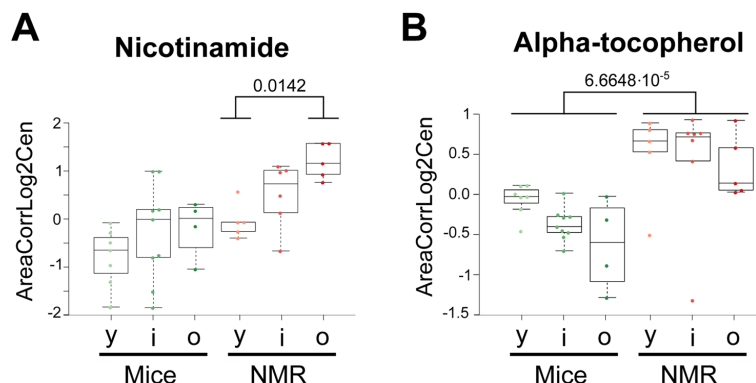 A
Nicotinamide
0.0142
AreaCorrLog2Cen
2
1
0
-1
-2
y i o y i o
Mice NMR
B
Alpha-tocopherol
6.6648·10⁻⁵
AreaCorrLog2Cen
1
0.5
0.0
-0.5
-1
-1.5
y i o y i o
Mice NMR